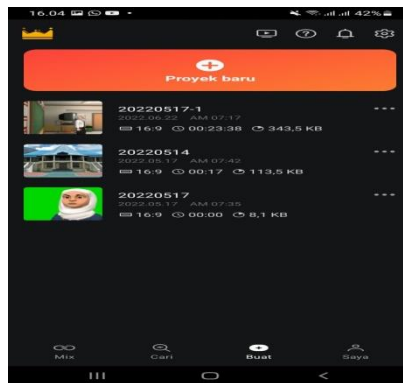 16.04 42%
Proyek baru
20220517-1
2022.06.22 AM 07:17
16:9 00:23:38 343,5 KB
20220514
2022.05.17 AM 07:42
16:9 00:17 113,5 KB
20220517
2022.05.17 AM 07:35
16:9 00:00 8,1 KB
Mix Cari Buat Saya